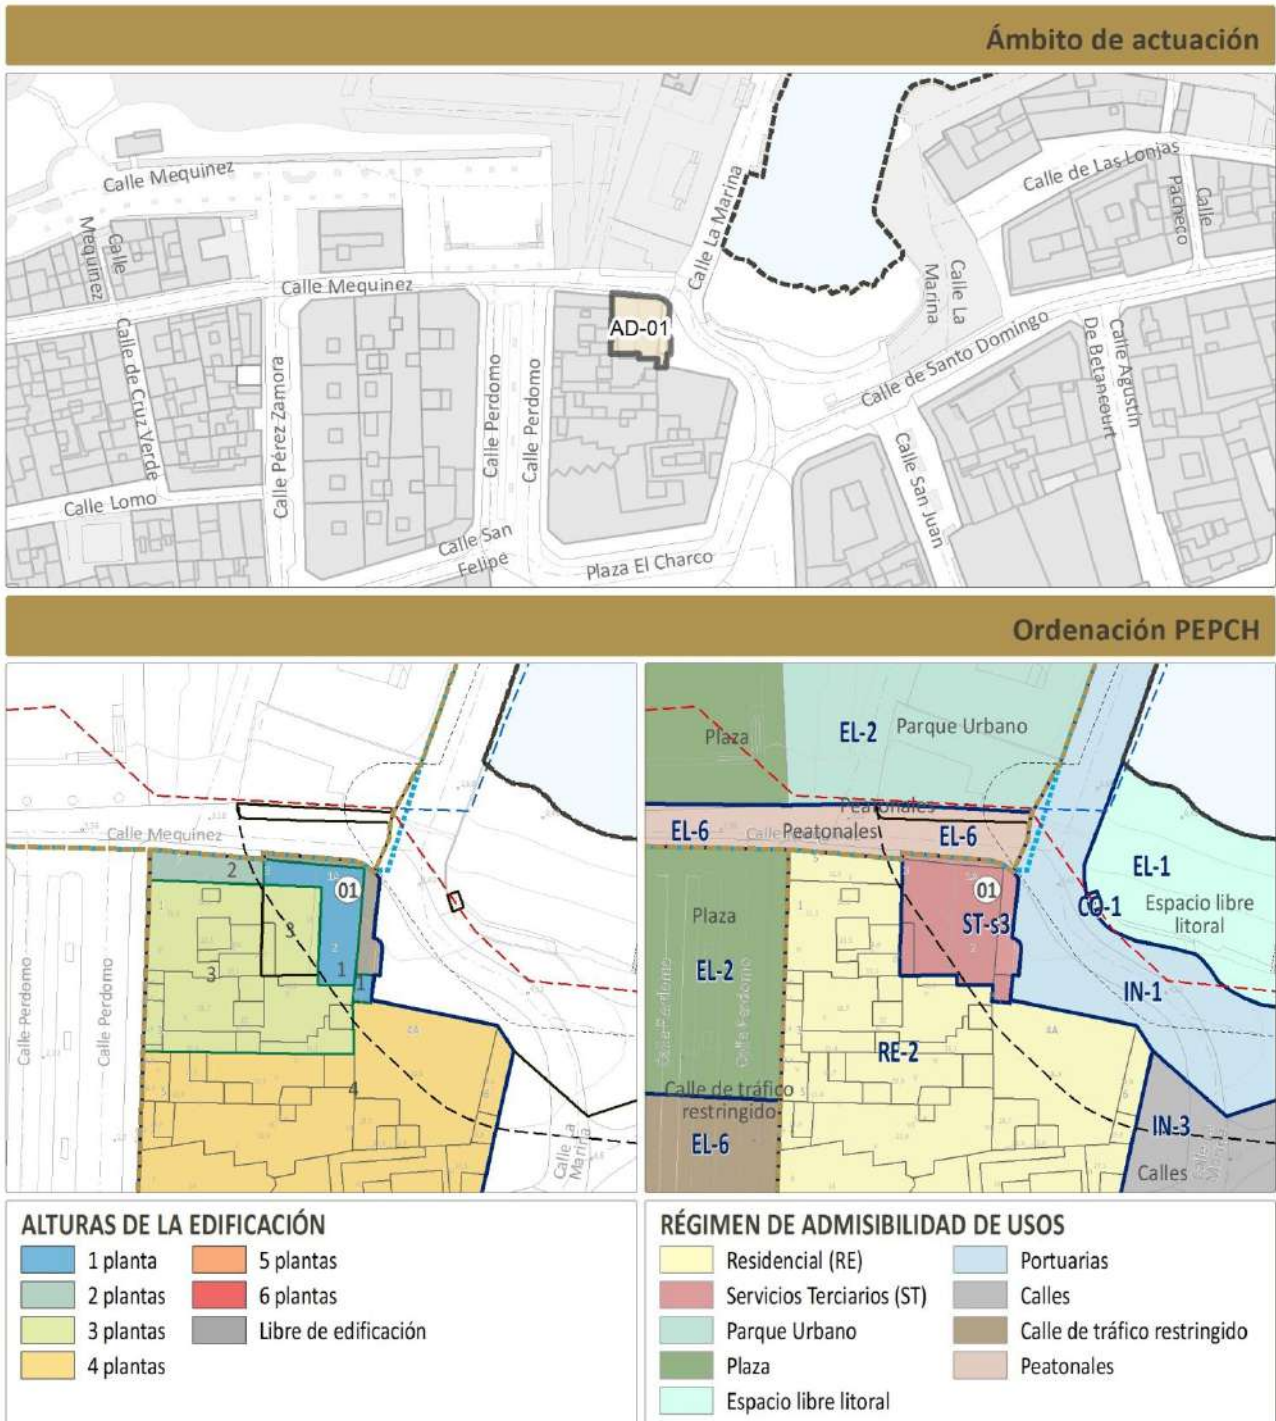 Ámbito de actuación
Calle Mequinez
Calle de Las Lonjas
Calle Pacheco
Calle
Calle La Marina
Calle Mequinez
Calle Mequinez
Calle La Marina
AD-01
Calle de Santo Domingo
Calle de Cruz Verde
Calle Pérez Zamora
Calle Perdomo
Calle Perdomo
Calle Agustín De Betancourt
Calle San Juan
Calle Lomo
Calle San Felipe
Plaza El Charco
Ordenación PEPCH
Calle Mequinez
2
01
3
3
1
1
4
Calle Perdomo
Calle Perdomo
Calle La Marina
Plaza
EL-2
Parque Urbano
Peatonales
EL-6
Peatonales
EL-6
EL-1
01
Espacio libre litoral
CO-1
ST-s3
Plaza
EL-2
IN-1
Calle Perdomo
Calle Perdomo
RE-2
Calle de tráfico restringido
EL-6
IN-3
Calles
ALTURAS DE LA EDIFICACIÓN
1 planta
5 plantas
2 plantas
6 plantas
3 plantas
Libre de edificación
4 plantas
RÉGIMEN DE ADMISIBILIDAD DE USOS
Residencial (RE)
Portuarias
Servicios Terciarios (ST)
Calles
Parque Urbano
Calle de tráfico restringido
Plaza
Peatonales
Espacio libre litoral